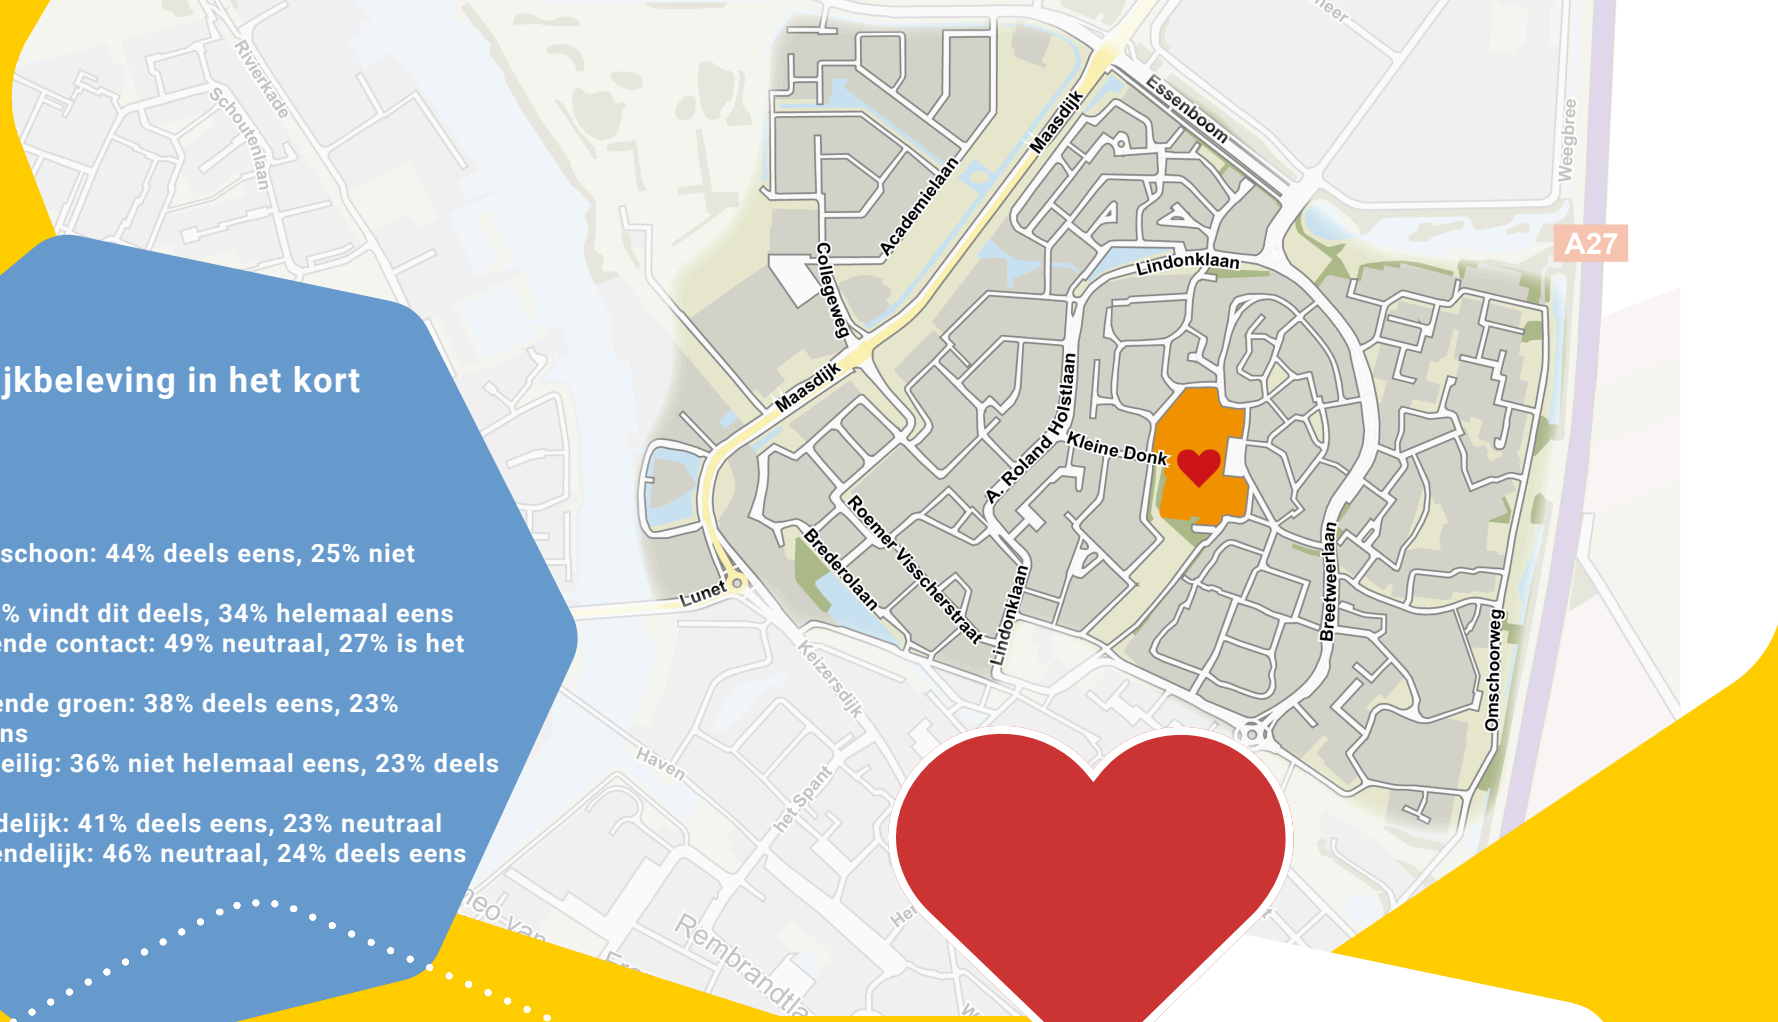 jkbeleving in het kort
schoon: 44% deels eens, 25% niet
% vindt dit deels, 34% helemaal eens
ende contact: 49% neutraal, 27% is het
ende groen: 38% deels eens, 23%
ns
eilig: 36% niet helemaal eens, 23% deels
delijk: 41% deels eens, 23% neutraal
endelijk: 46% neutraal, 24% deels eens
Rivierkade
Schoutenlaan
Maasdijk
Essenboom
Weegbree
A27
Academielaan
Collegeweg
Lindonklaan
Maasdijk
A. Roland Holstlaan
Kleine Donk
Roemer Visscherstraat
Brederolaan
Lunet
Lindonklaan
Breetweerlaan
Omschoorweg
Keizersdijk
Haven
het Spant
Rembrandtla